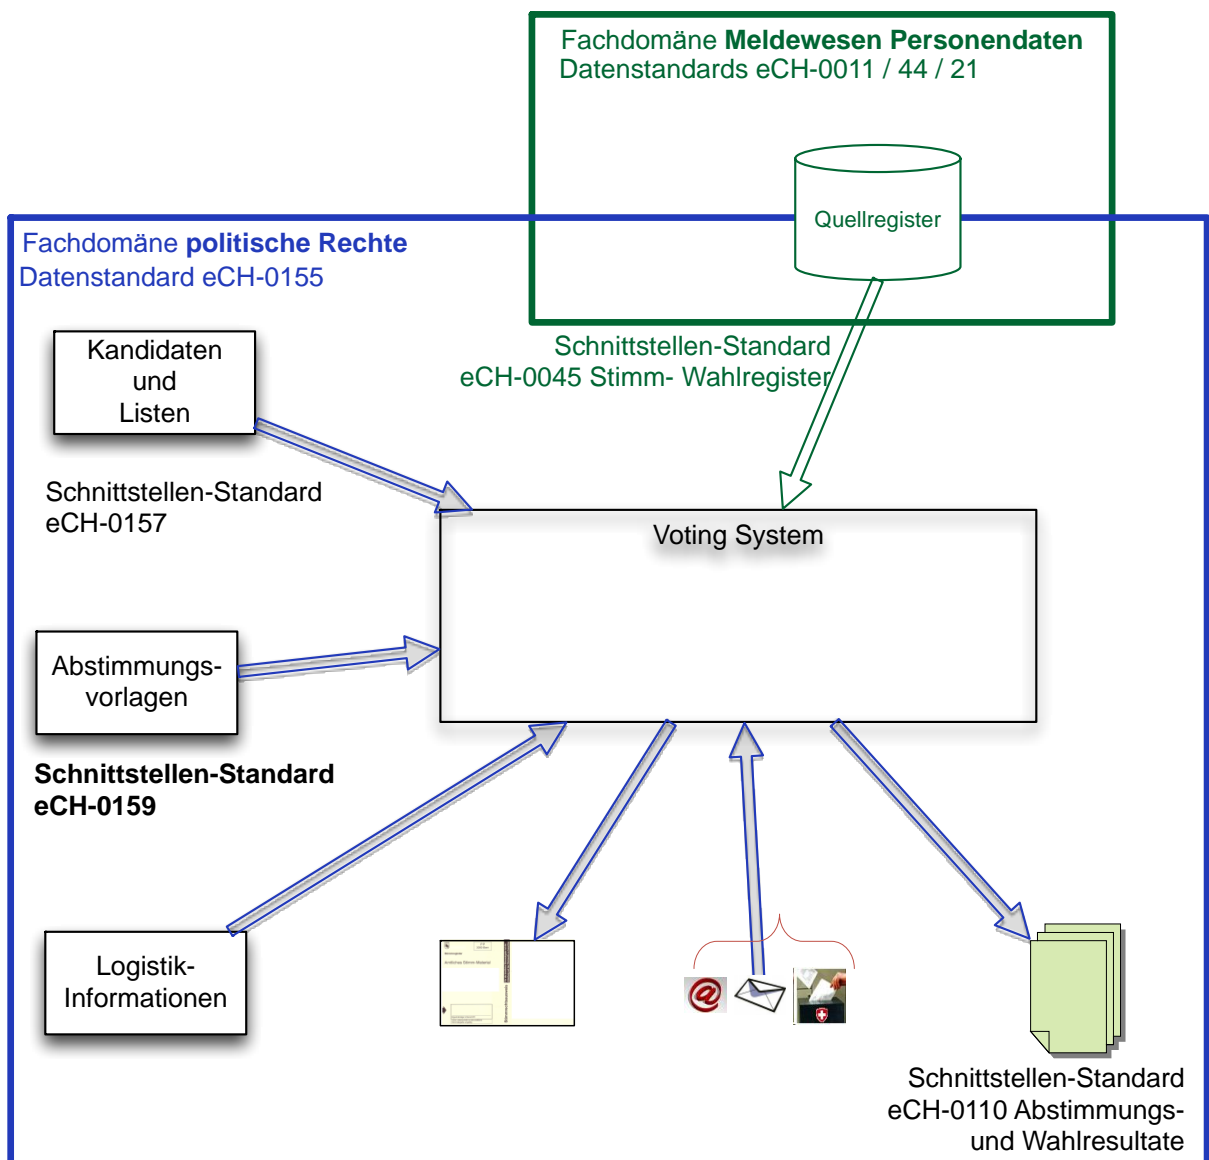 Fachdomäne Meldewesen Personendaten
Datenstandards eCH-0011 / 44 / 21
Quellregister
Fachdomäne politische Rechte
Datenstandard eCH-0155
Schnittstellen-Standard
eCH-0045 Stimm- Wahlregister
Kandidaten
und
Listen
Schnittstellen-Standard
eCH-0157
Voting System
Abstimmungs-
vorlagen
Schnittstellen-Standard
eCH-0159
Logistik-
Informationen
@
Schnittstellen-Standard
eCH-0110 Abstimmungs-
und Wahlresultate